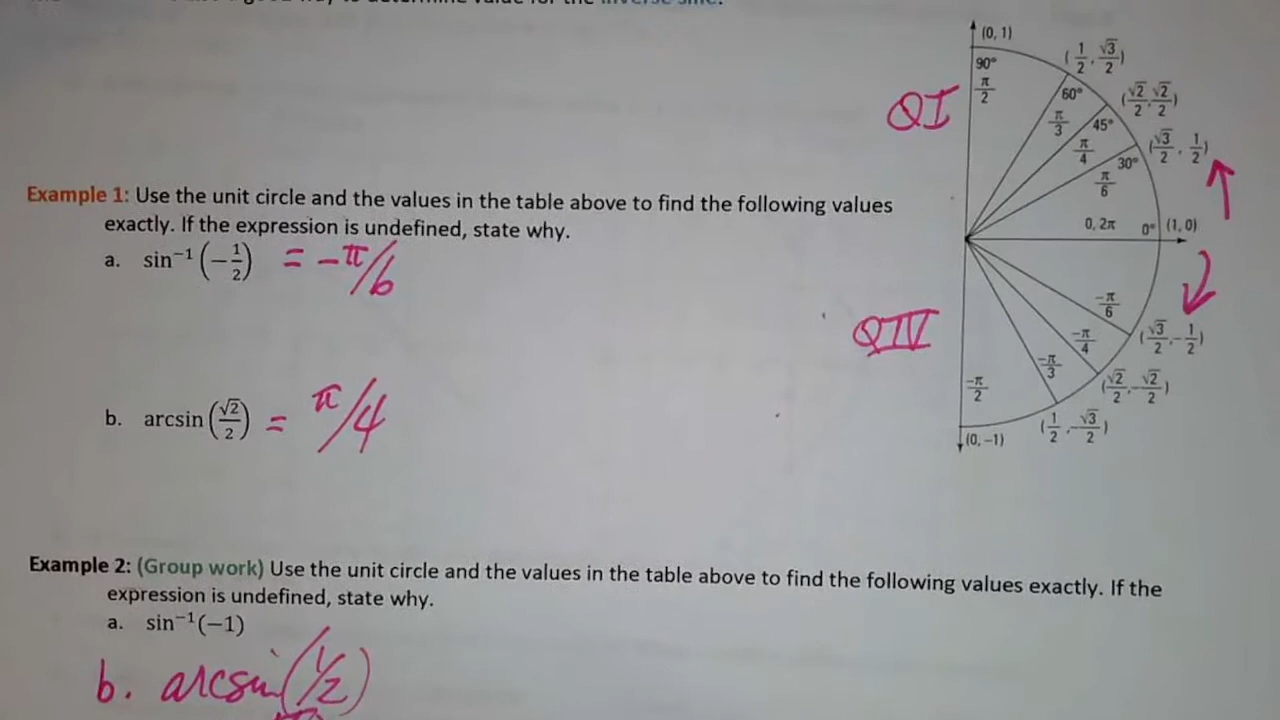 inverse sine.
Example 1: Use the unit circle and the values in the table above to find the following values
exactly. If the expression is undefined, state why.
a. sin⁻¹(−1/2) = −π/6
b. arcsin(√2/2) = π/4
Example 2: (Group work) Use the unit circle and the values in the table above to find the following values exactly. If the
expression is undefined, state why.
a. sin⁻¹(−1)
b. arcsin(1/2)
QI
QIV
(0, 1)
90°
π/2
(1/2, √3/2)
60°
π/3
(√2/2, √2/2)
45°
π/4
(√3/2, 1/2)
30°
π/6
0, 2π 0° (1, 0)
−π/6
(√3/2, −1/2)
−π/4
(√2/2, −√2/2)
−π/3
(1/2, −√3/2)
−π/2
(0, −1)